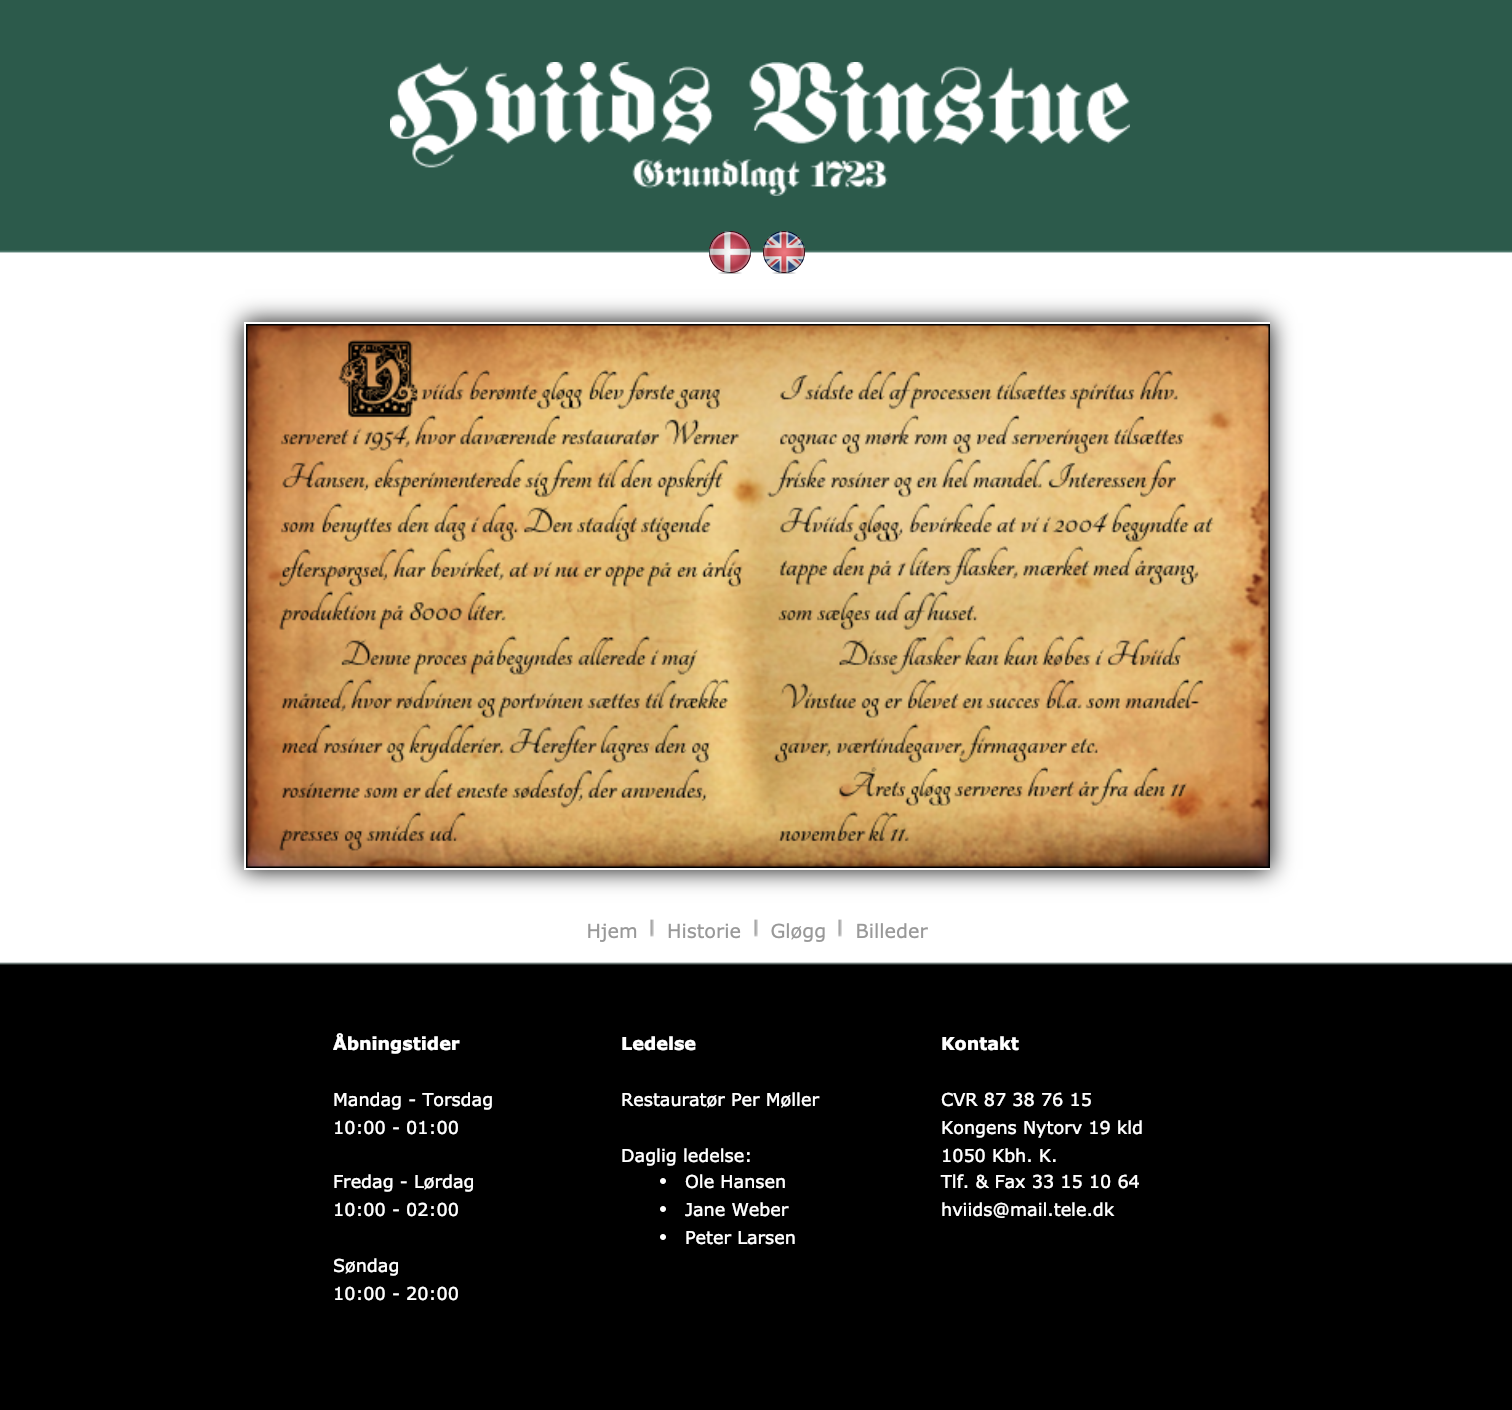 Hviids Vinstue
Grundlagt 1723
Hviids berømte gløgg blev første gang
serveret i 1954, hvor daværende restauratør Werner
Hansen, eksperimenterede sig frem til den opskrift
som benyttes den dag i dag. Den stadigt stigende
efterspørgsel, har bevirket, at vi nu er oppe på en årlig
produktion på 8000 liter.
Denne proces påbegyndes allerede i maj
måned, hvor rødvinen og portvinen sættes til trække
med rosiner og krydderier. Herefter lagres den og
rosinerne som er det eneste sødestof, der anvendes,
presses og smides ud.
I sidste del af processen tilsættes spiritus hhv.
cognac og mørk rom og ved serveringen tilsættes
friske rosiner og en hel mandel. Interessen for
Hviids gløgg, bevirkede at vi i 2004 begyndte at
tappe den på 1 liters flasker, mærket med årgang,
som sælges ud af huset.
Disse flasker kan kun købes i Hviids
Vinstue og er blevet en succes bl.a. som mandel-
gaver, værtindegaver, firmagaver etc.
Årets gløgg serveres hvert år fra den 11
november kl 11.
Hjem | Historie | Gløgg | Billeder
Åbningstider
Mandag - Torsdag
10:00 - 01:00
Fredag - Lørdag
10:00 - 02:00
Søndag
10:00 - 20:00
Ledelse
Restauratør Per Møller
Daglig ledelse:
• Ole Hansen
• Jane Weber
• Peter Larsen
Kontakt
CVR 87 38 76 15
Kongens Nytorv 19 kld
1050 Kbh. K.
Tlf. & Fax 33 15 10 64
hviids@mail.tele.dk